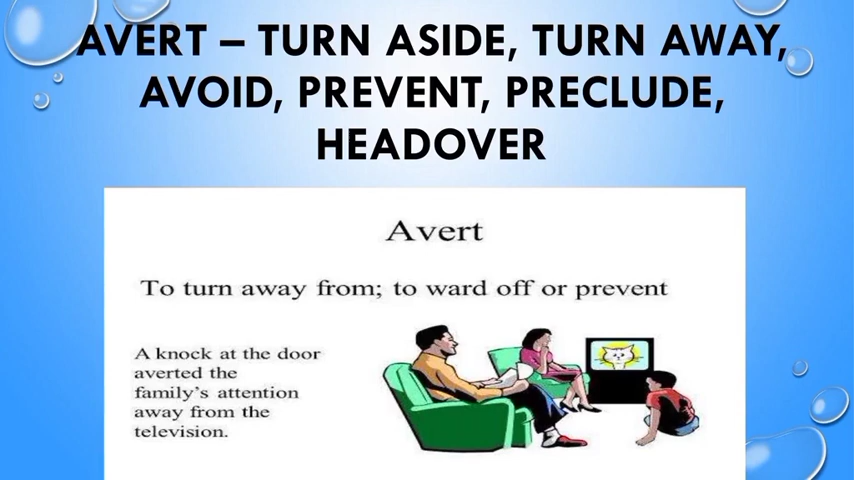 AVERT – TURN ASIDE, TURN AWAY,
AVOID, PREVENT, PRECLUDE,
HEADOVER
Avert
To turn away from; to ward off or prevent
A knock at the door
averted the
family's attention
away from the
television.